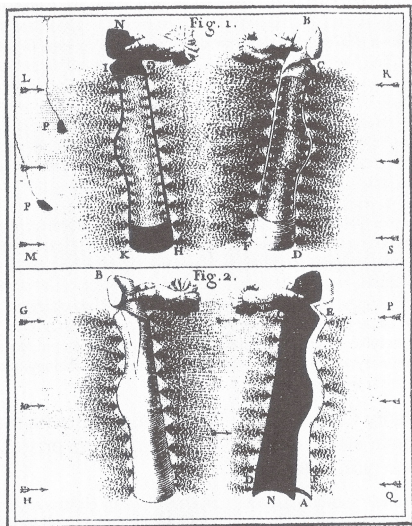 N Fig. 1. B
I G C
L K
P
P
K H F D
M S
B Fig. 2.
G E P
H D N A Q